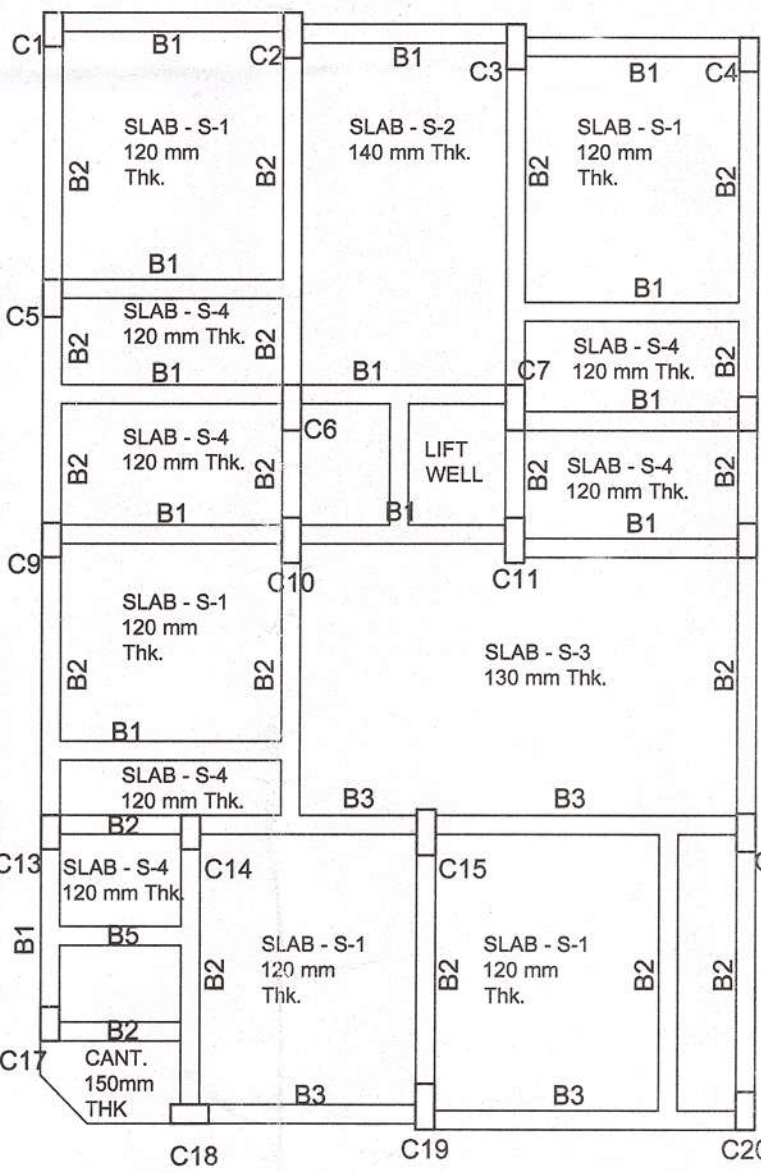 C1
B1
C2
B1
C3
B1
C4
SLAB - S-1
120 mm
Thk.
B2
B2
SLAB - S-2
140 mm Thk.
SLAB - S-1
120 mm
Thk.
B2
B2
B1
B1
C5
SLAB - S-4
120 mm Thk.
B2
B2
B1
B1
C7
SLAB - S-4
120 mm Thk.
B2
B1
SLAB - S-4
120 mm Thk.
B2
B2
C6
LIFT
WELL
B2
SLAB - S-4
120 mm Thk.
B2
B1
B1
B1
C9
C10
C11
SLAB - S-1
120 mm
Thk.
B2
B2
SLAB - S-3
130 mm Thk.
B2
B1
SLAB - S-4
120 mm Thk.
B3
B3
B2
C13
SLAB - S-4
120 mm Thk.
C14
C15
B1
B5
SLAB - S-1
120 mm
Thk.
B2
SLAB - S-1
120 mm
Thk.
B2
B2
B2
B2
C17
CANT.
150mm
THK
B3
B3
C18
C19